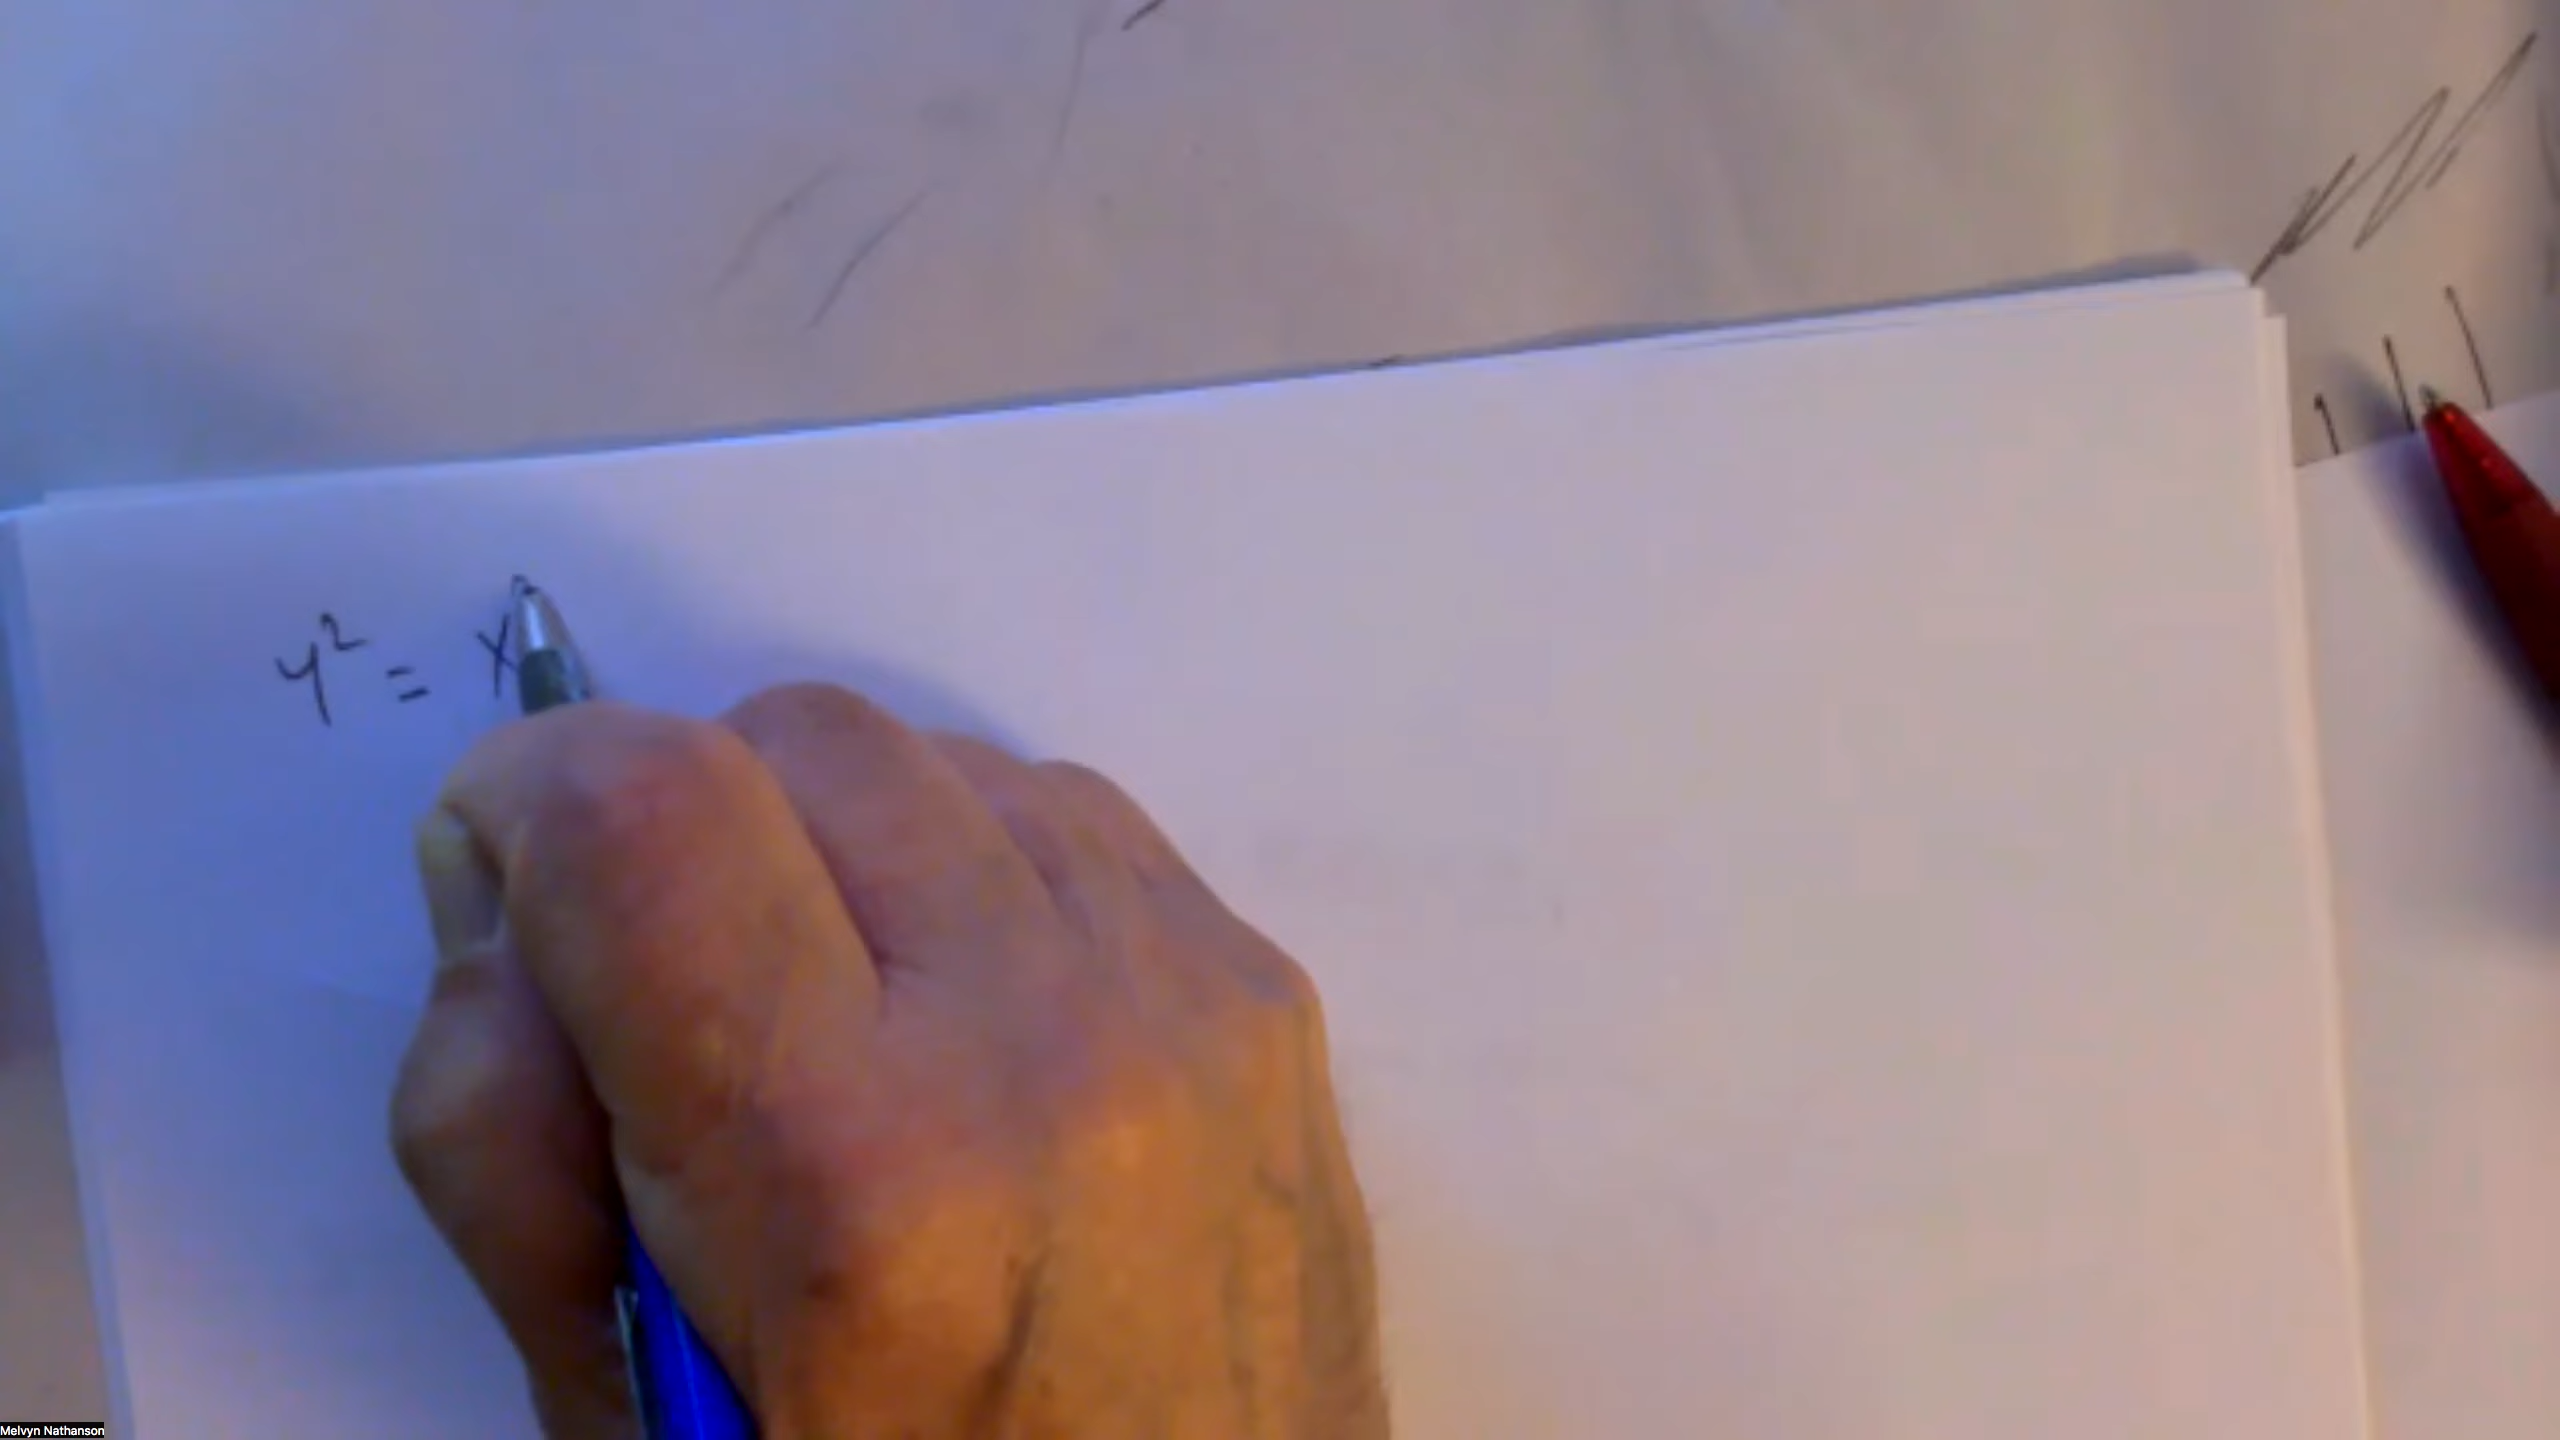 y² = x
Melvyn Nathanson